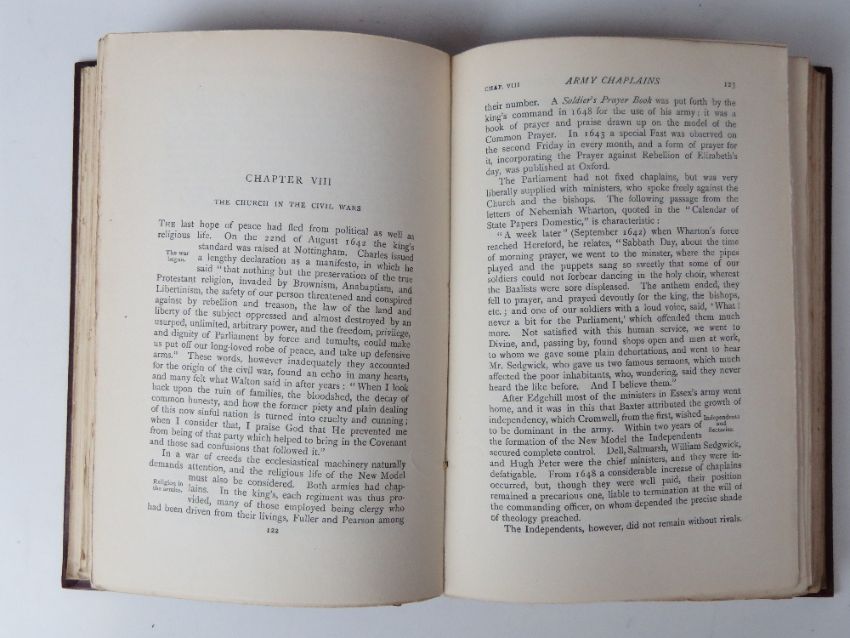 CHAPTER VIII
THE CHURCH IN THE CIVIL WARS
THE last hope of peace had fled from political as well as
religious life. On the 22nd of August 1642 the king's
standard was raised at Nottingham. Charles issued
The war
began.
a lengthy declaration as a manifesto, in which he
said "that nothing but the preservation of the true
Protestant religion, invaded by Brownism, Anabaptism, and
Libertinism, the safety of our person threatened and conspired
against by rebellion and treason, the law of the land and
liberty of the subject oppressed and almost destroyed by an
usurped, unlimited, arbitrary power, and the freedom, privilege,
and dignity of Parliament by force and tumults, could make
us put off our long-loved robe of peace, and take up defensive
arms." These words, however inadequately they accounted
for the origin of the civil war, found an echo in many hearts,
and many felt what Walton said in after years: "When I look
back upon the ruin of families, the bloodshed, the decay of
common honesty, and how the former piety and plain dealing
of this now sinful nation is turned into cruelty and cunning;
when I consider that, I praise God that He prevented me
from being of that party which helped to bring in the Covenant
and those sad confusions that followed it."
In a war of creeds the ecclesiastical machinery naturally
demands attention, and the religious life of the New Model
must also be considered. Both armies had chap-
Religion in
the armies.
lains. In the king's, each regiment was thus pro-
vided, many of those employed being clergy who
had been driven from their livings, Fuller and Pearson among
122
CHAP. VIII ARMY CHAPLAINS 123
their number. A Soldier's Prayer Book was put forth by the
king's command in 1648 for the use of his army: it was a
book of prayer and praise drawn up on the model of the
Common Prayer. In 1643 a special Fast was observed on
the second Friday in every month, and a form of prayer for
it, incorporating the Prayer against Rebellion of Elizabeth's
day, was published at Oxford.
The Parliament had not fixed chaplains, but was very
liberally supplied with ministers, who spoke freely against the
Church and the bishops. The following passage from the
letters of Nehemiah Wharton, quoted in the "Calendar of
State Papers Domestic," is characteristic:
"A week later" (September 1642) when Wharton's force
reached Hereford, he relates, "Sabbath Day, about the time
of morning prayer, we went to the minster, where the pipes
played and the puppets sang so sweetly that some of our
soldiers could not forbear dancing in the holy choir, whereat
the Baalists were sore displeased. The anthem ended, they
fell to prayer, and prayed devoutly for the king, the bishops,
etc.; and one of our soldiers with a loud voice, said, 'What!
never a bit for the Parliament,' which offended them much
more. Not satisfied with this human service, we went to
Divine, and, passing by, found shops open and men at work,
to whom we gave some plain dehortations, and went to hear
Mr. Sedgwick, who gave us two famous sermons, which much
affected the poor inhabitants, who, wondering, said they never
heard the like before. And I believe them."
After Edgehill most of the ministers in Essex's army went
home, and it was in this that Baxter attributed the growth of
independency, which Cromwell, from the first, wished
Independents
and
Sectaries.
to be dominant in the army. Within two years of
the formation of the New Model the Independents
secured complete control. Dell, Saltmarsh, William Sedgwick,
and Hugh Peter were the chief ministers, and they were in-
defatigable. From 1648 a considerable increase of chaplains
occurred, but, though they were well paid, their position
remained a precarious one, liable to termination at the will of
the commanding officer, on whom depended the precise shade
of theology preached.
The Independents, however, did not remain without rivals.